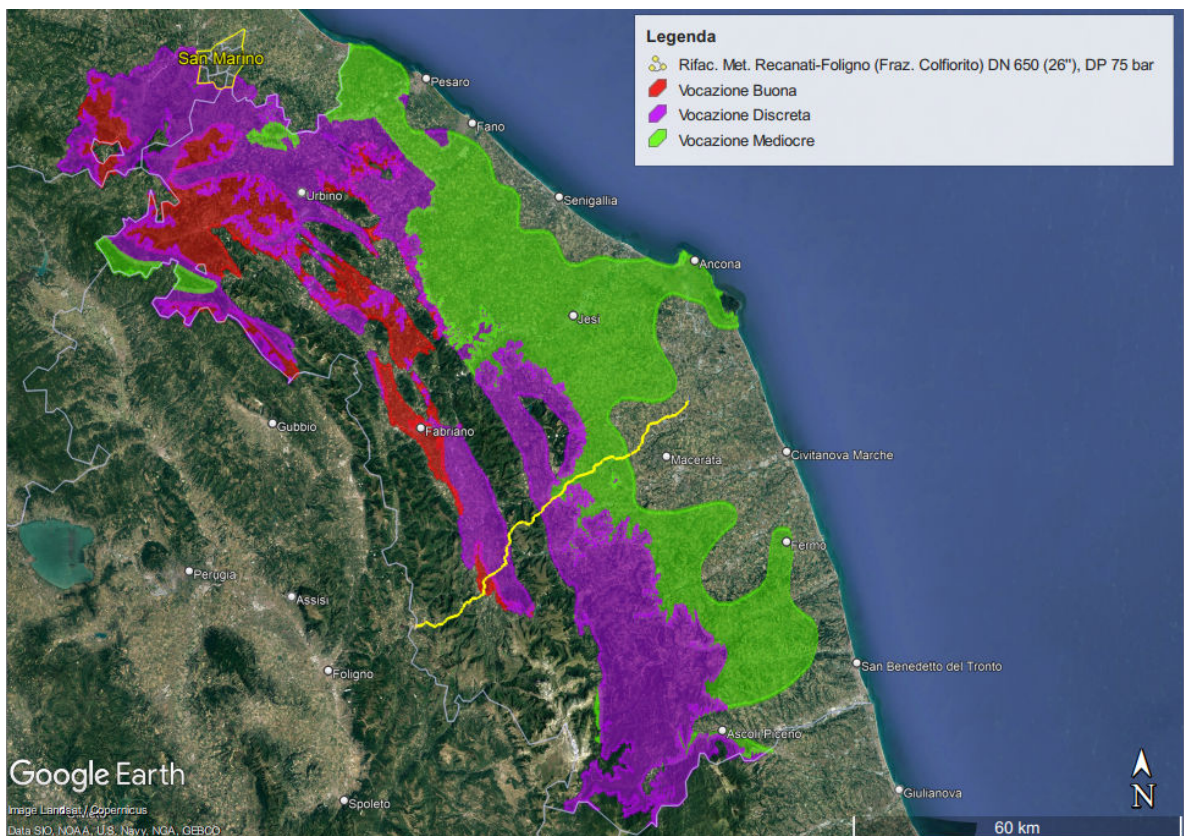 Legenda
Rifac. Met. Recanati-Foligno (Fraz. Colfiorito) DN 650 (26"), DP 75 bar
Vocazione Buona
Vocazione Discreta
Vocazione Mediocre
San Marino
Pesaro
Fano
Urbino
Senigallia
Ancona
Jesi
Gubbio
Fabriano
Macerata
Civitanova Marche
Fermo
Perugia
Assisi
Foligno
San Benedetto del Tronto
Ascoli Piceno
Giulianova
Spoleto
Google Earth
Image Landsat / Copernicus
Data SIO, NOAA, U.S. Navy, NGA, GEBCO
N
60 km